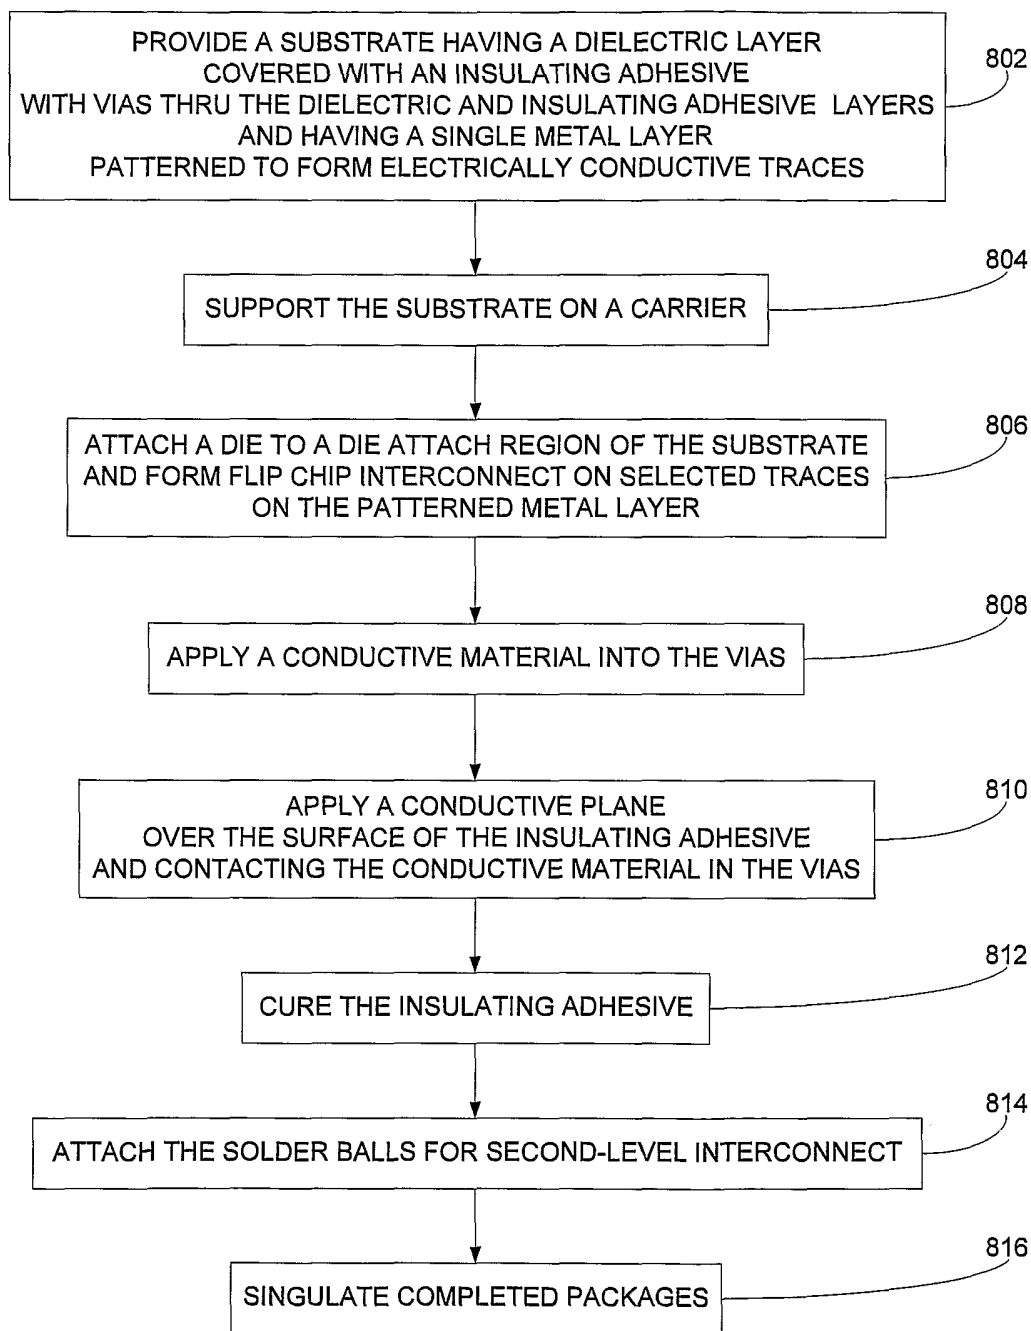 PROVIDE A SUBSTRATE HAVING A DIELECTRIC LAYER
COVERED WITH AN INSULATING ADHESIVE
WITH VIAS THRU THE DIELECTRIC AND INSULATING ADHESIVE LAYERS
AND HAVING A SINGLE METAL LAYER
PATTERNED TO FORM ELECTRICALLY CONDUCTIVE TRACES
802
804
SUPPORT THE SUBSTRATE ON A CARRIER
806
ATTACH A DIE TO A DIE ATTACH REGION OF THE SUBSTRATE
AND FORM FLIP CHIP INTERCONNECT ON SELECTED TRACES
ON THE PATTERNED METAL LAYER
808
APPLY A CONDUCTIVE MATERIAL INTO THE VIAS
810
APPLY A CONDUCTIVE PLANE
OVER THE SURFACE OF THE INSULATING ADHESIVE
AND CONTACTING THE CONDUCTIVE MATERIAL IN THE VIAS
812
CURE THE INSULATING ADHESIVE
814
ATTACH THE SOLDER BALLS FOR SECOND-LEVEL INTERCONNECT
816
SINGULATE COMPLETED PACKAGES